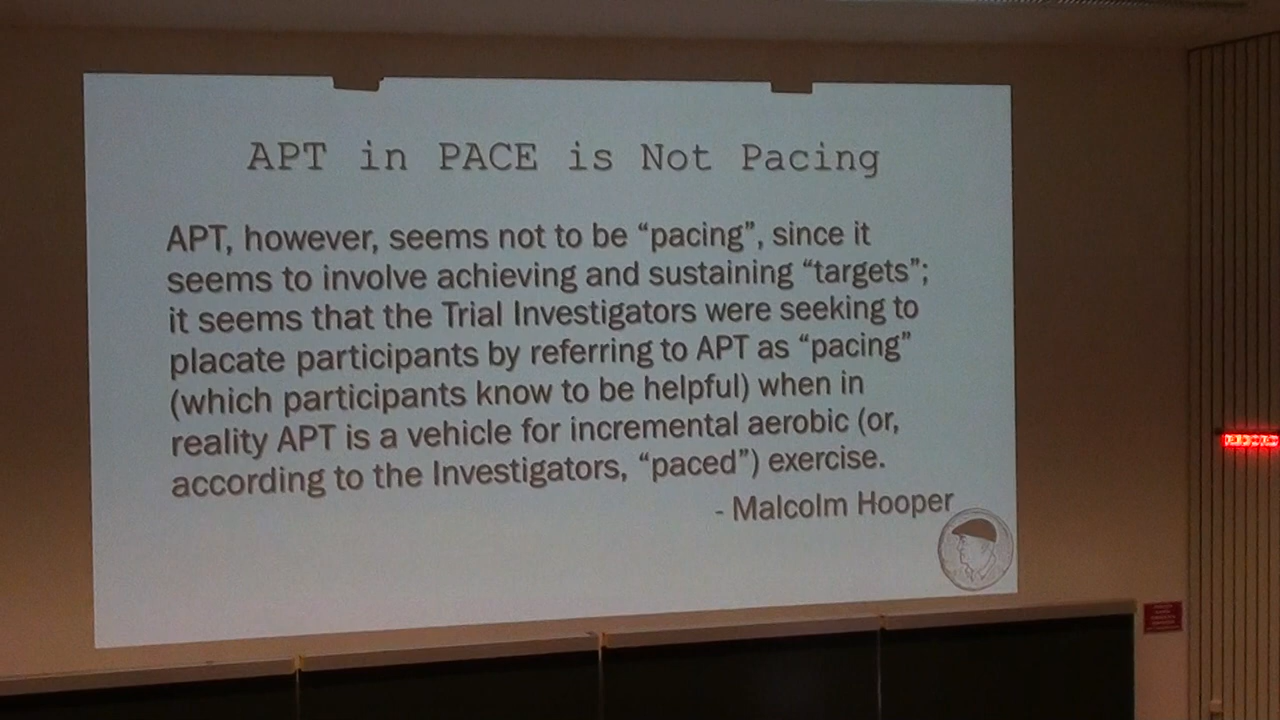 APT in PACE is Not Pacing
APT, however, seems not to be “pacing”, since it
seems to involve achieving and sustaining “targets”;
it seems that the Trial Investigators were seeking to
placate participants by referring to APT as “pacing”
(which participants know to be helpful) when in
reality APT is a vehicle for incremental aerobic (or,
according to the Investigators, “paced”) exercise.
- Malcolm Hooper